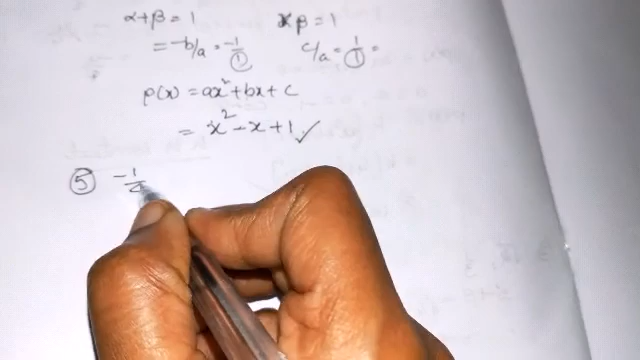 α+β = 1 αβ = 1
= -b/a = -1/1 c/a = 1/1 =
p(x) = ax²+bx+c
= x² - x + 1 ✓
⑤ -1/4